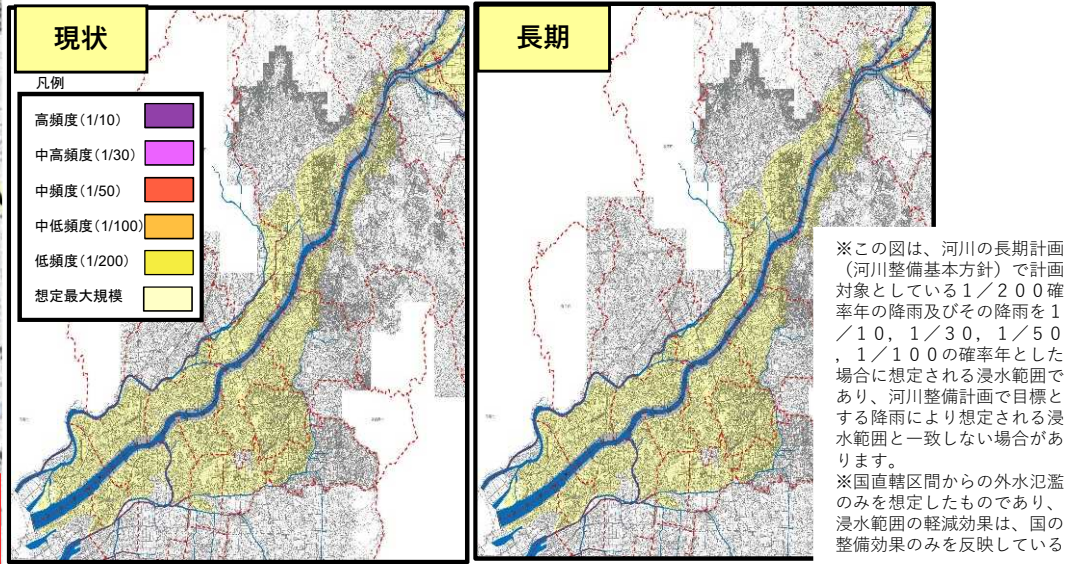 現状
凡例
高頻度(1/10)
中高頻度(1/30)
中頻度(1/50)
中低頻度(1/100)
低頻度(1/200)
想定最大規模
長期
※この図は、河川の長期計画
(河川整備基本方針)で計画
対象としている1/200確
率年の降雨及びその降雨を1
/10,1/30,1/50
,1/100の確率年とした
場合に想定される浸水範囲で
あり、河川整備計画で目標と
する降雨により想定される浸
水範囲と一致しない場合があ
ります。
※国直轄区間からの外水氾濫
のみを想定したものであり、
浸水範囲の軽減効果は、国の
整備効果のみを反映している